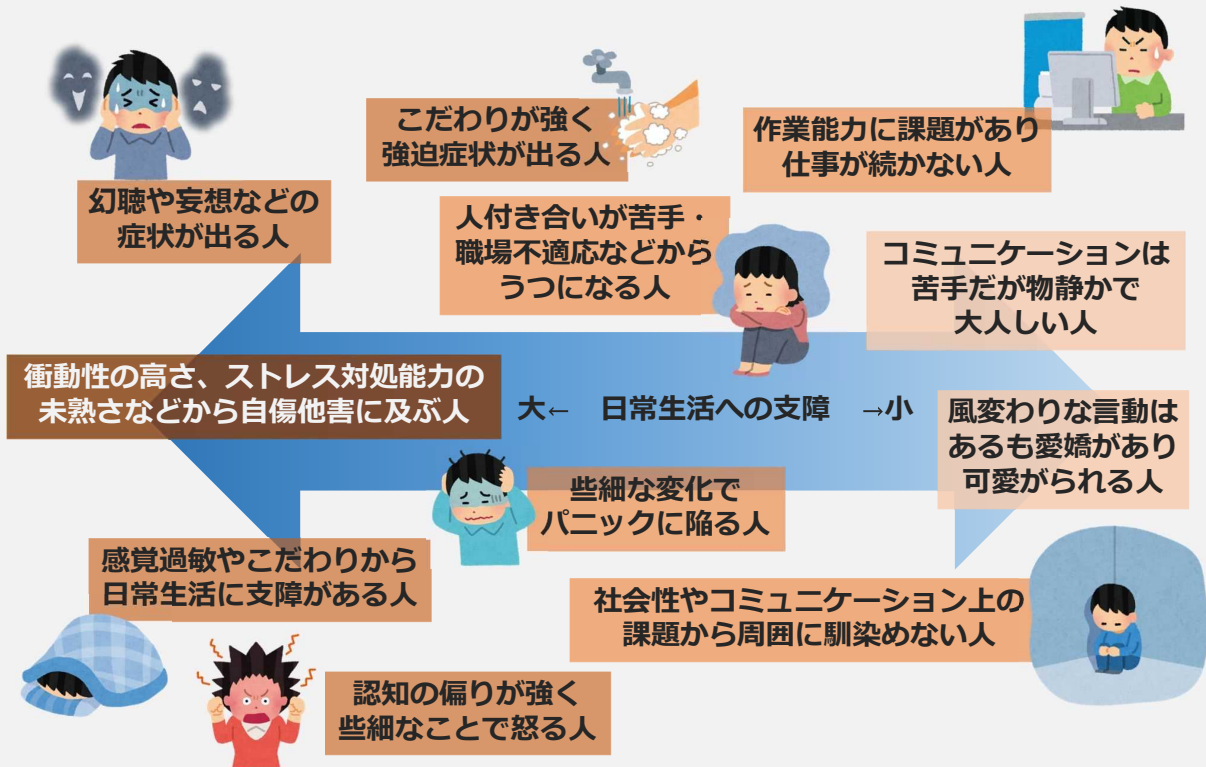 幻聴や妄想などの
症状が出る人
こだわりが強く
強迫症状が出る人
作業能力に課題があり
仕事が続かない人
人付き合いが苦手・
職場不適応などから
うつになる人
コミュニケーションは
苦手だが物静かで
大人しい人
衝動性の高さ、ストレス対処能力の
未熟さなどから自傷他害に及ぶ人
大← 日常生活への支障 →小
風変わりな言動は
あるも愛嬌があり
可愛がられる人
些細な変化で
パニックに陥る人
感覚過敏やこだわりから
日常生活に支障がある人
社会性やコミュニケーション上の
課題から周囲に馴染めない人
認知の偏りが強く
些細なことで怒る人